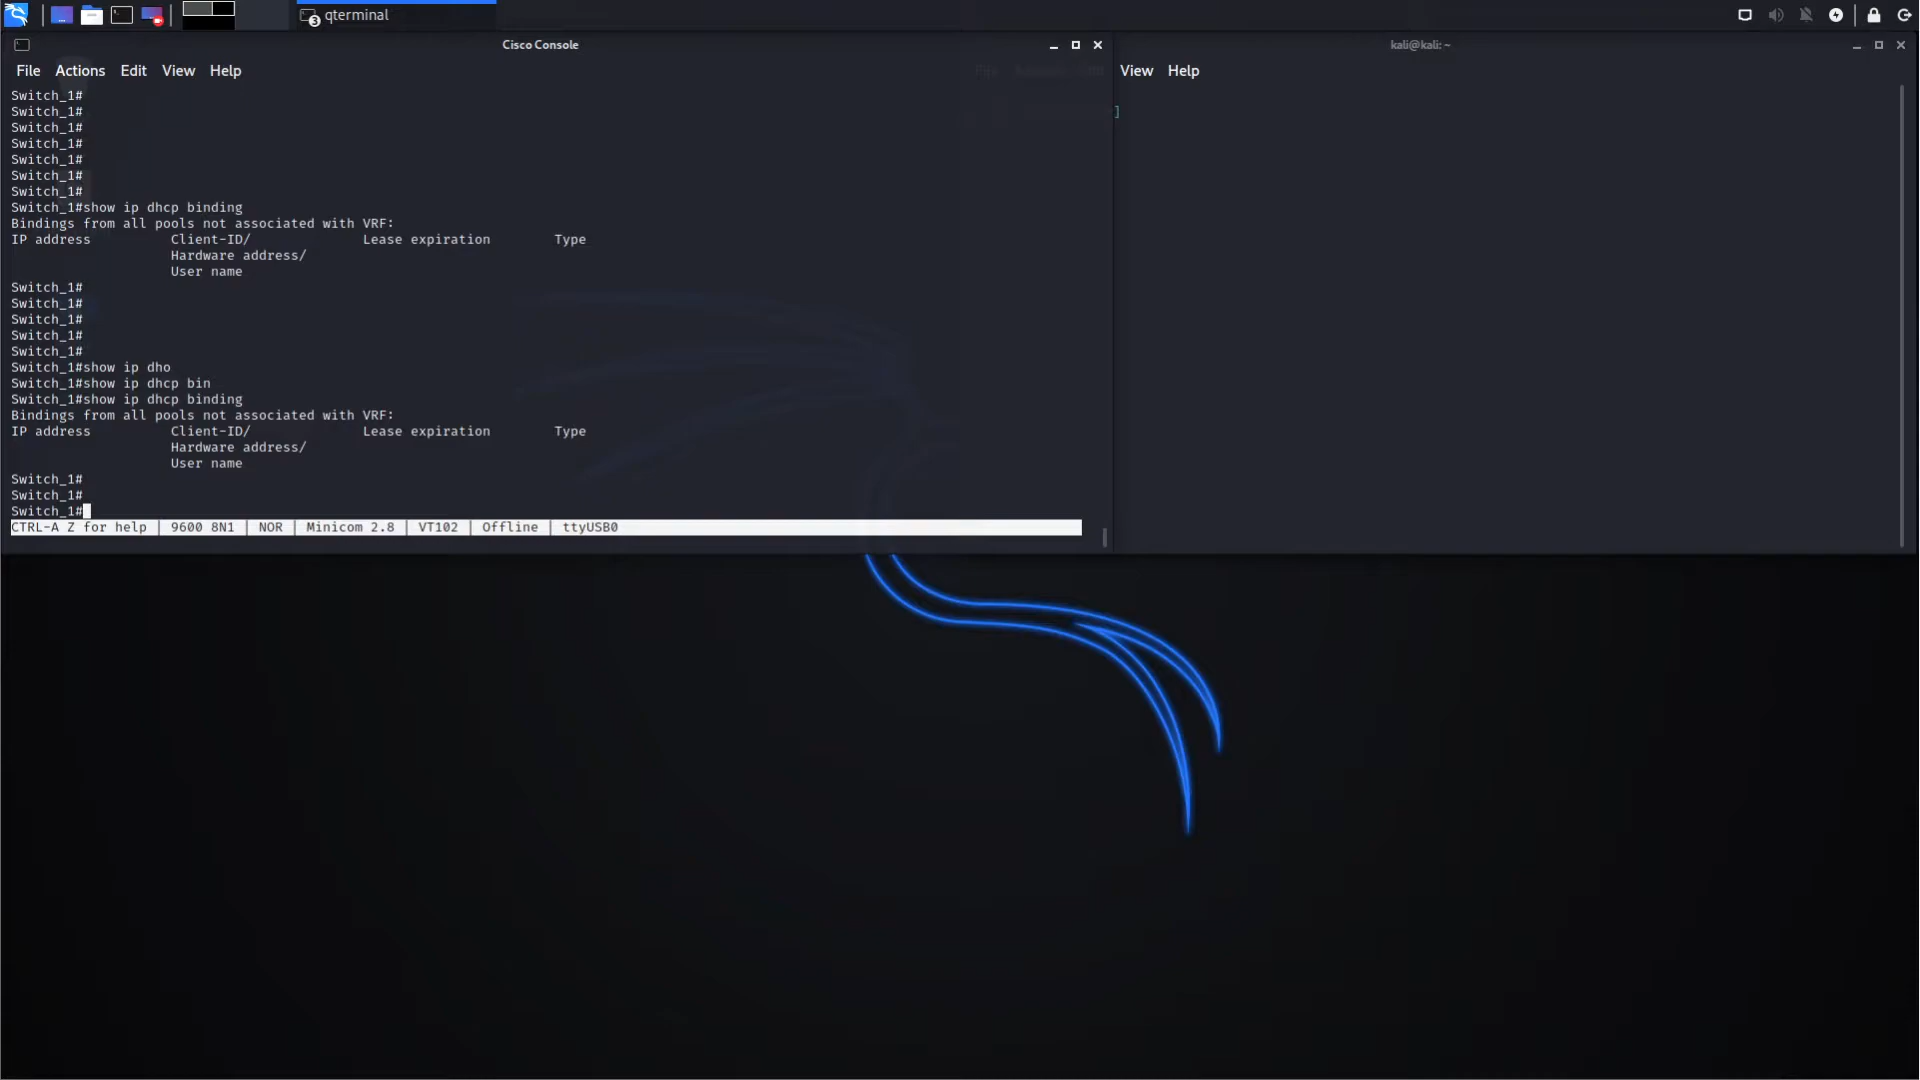 qterminal
3
Cisco Console
File Actions Edit View Help
Switch_1#
Switch_1#
Switch_1#
Switch_1#
Switch_1#
Switch_1#
Switch_1#
Switch_1#show ip dhcp binding
Bindings from all pools not associated with VRF:
IP address Client-ID/ Lease expiration Type
Hardware address/
User name
Switch_1#
Switch_1#
Switch_1#
Switch_1#
Switch_1#
Switch_1#show ip dho
Switch_1#show ip dhcp bin
Switch_1#show ip dhcp binding
Bindings from all pools not associated with VRF:
IP address Client-ID/ Lease expiration Type
Hardware address/
User name
Switch_1#
Switch_1#
Switch_1#
CTRL-A Z for help | 9600 8N1 | NOR | Minicom 2.8 | VT102 | Offline | ttyUSB0
kali@kali: ~
View Help
]